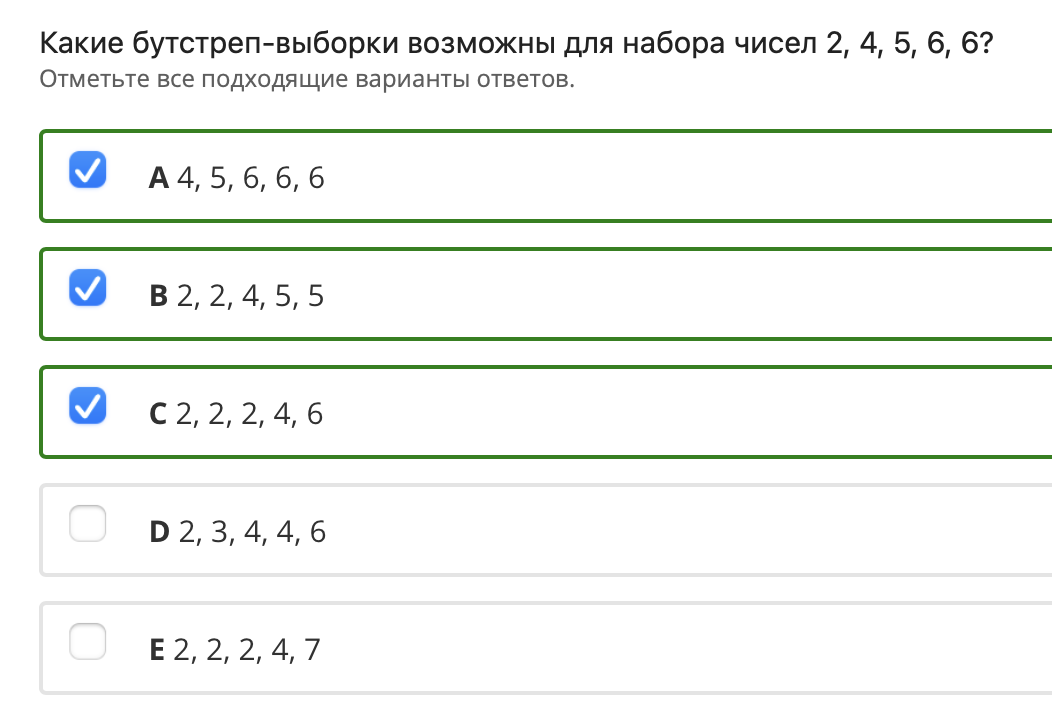 Какие бутстреп-выборки возможны для набора чисел 2, 4, 5, 6, 6?
Отметьте все подходящие варианты ответов.
A 4, 5, 6, 6, 6
B 2, 2, 4, 5, 5
C 2, 2, 2, 4, 6
D 2, 3, 4, 4, 6
E 2, 2, 2, 4, 7